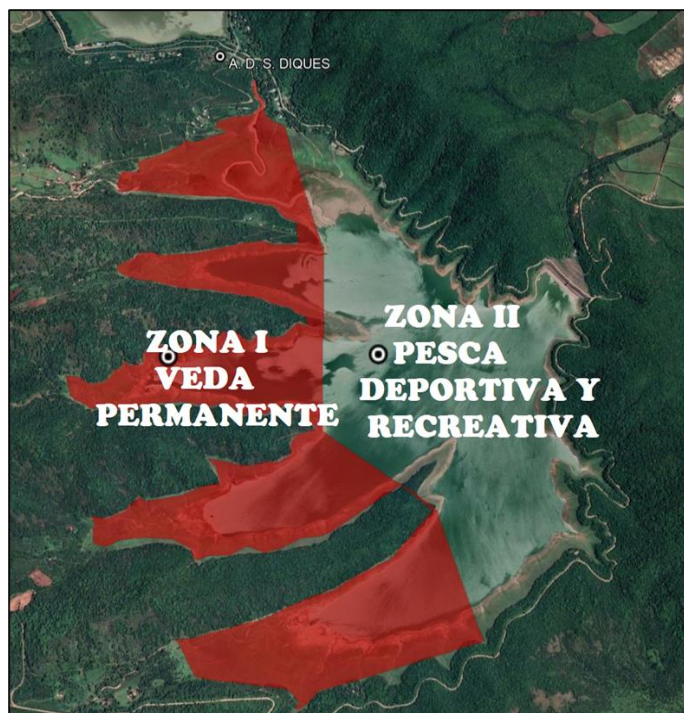 A. D. S. DIQUES
ZONA I
VEDA
PERMANENTE
ZONA II
PESCA
DEPORTIVA Y
RECREATIVA